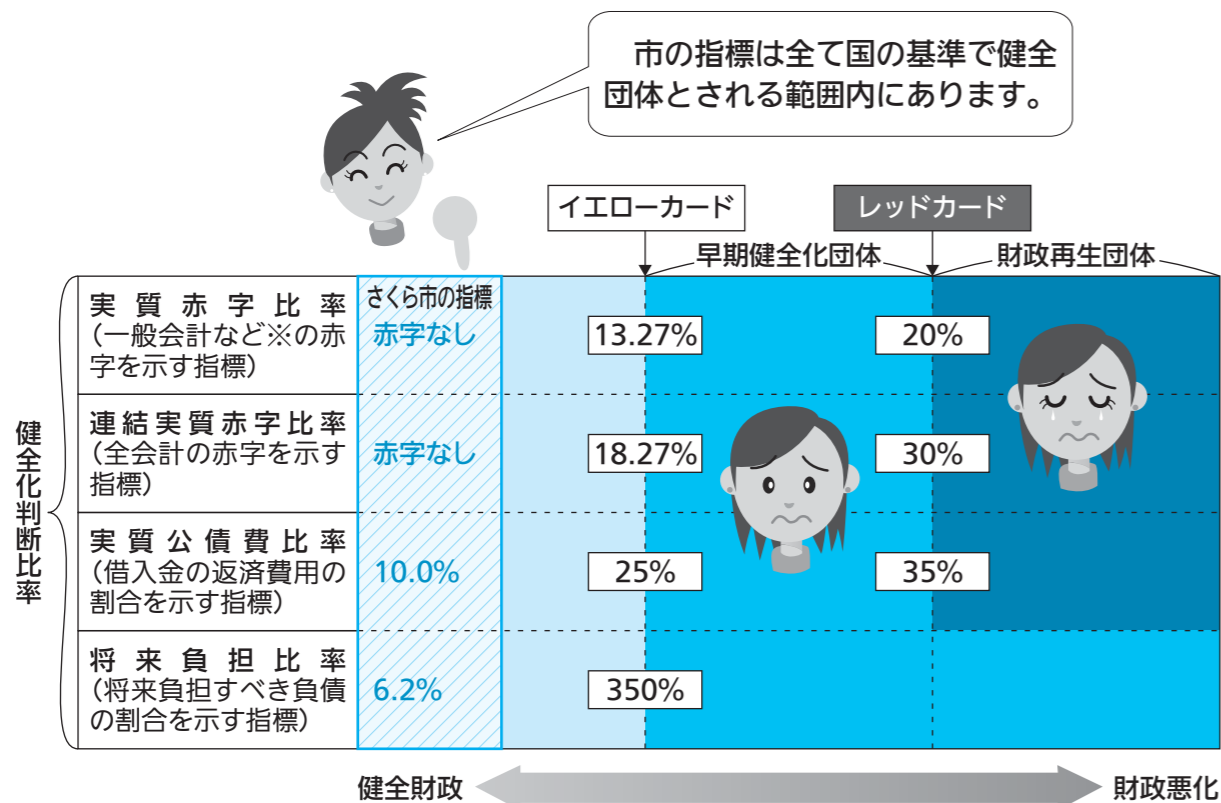 市の指標は全て国の基準で健全
団体とされる範囲内にあります。
イエローカード
レッドカード
早期健全化団体
財政再生団体
健全化判断比率
さくら市の指標
実質赤字比率
(一般会計など※の赤
字を示す指標)
赤字なし
13.27%
20%
連結実質赤字比率
(全会計の赤字を示す
指標)
赤字なし
18.27%
30%
実質公債費比率
(借入金の返済費用の
割合を示す指標)
10.0%
25%
35%
将来負担比率
(将来負担すべき負債
の割合を示す指標)
6.2%
350%
健全財政
財政悪化